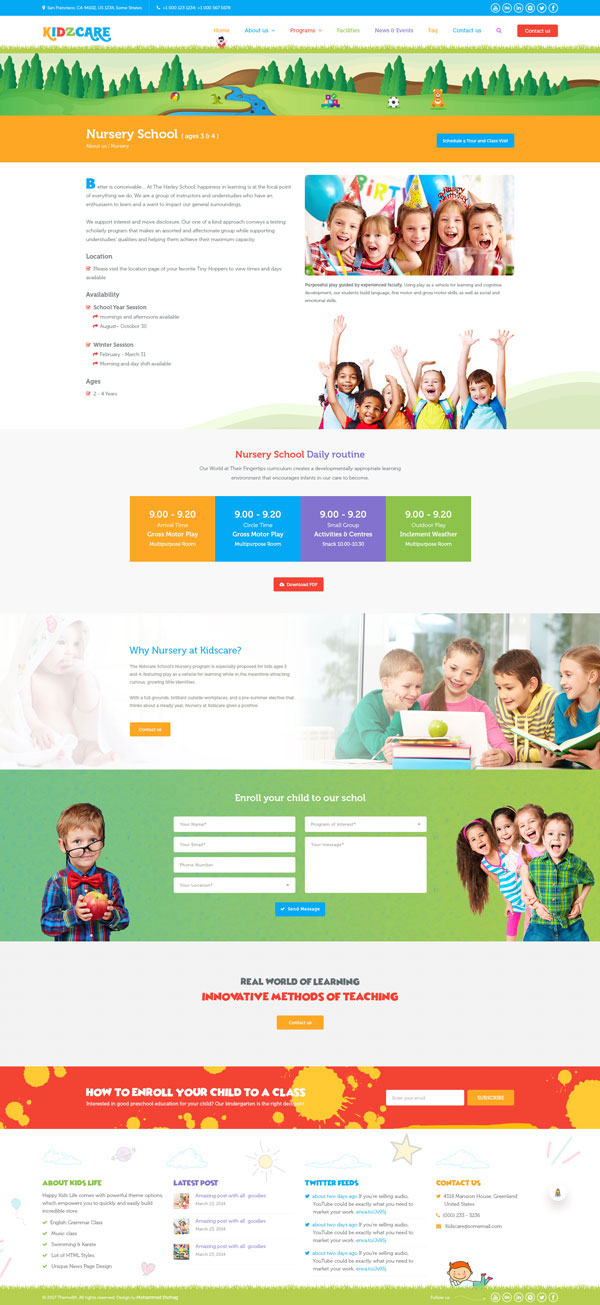 San Francisco, CA 94102, US 1234, Some Streets
+1 000 123 1234; +1 000 567 5678
KIDZCARE
Home
About us
Programs
Facilities
News & Events
Faq
Contact us
Contact us
Nursery School ( ages 3 & 4 )
About us / Nursery
Schedule a Tour and Class Visit
Better is conceivable... At The Harley School, happiness in learning is at the focal point
of everything we do. We are a group of instructors and understudies who have an
enthusiasm to learn and a want to impact our general surroundings.
We support interest and move disclosure. Our one of a kind approach conveys a testing
scholarly program that makes an assorted and affectionate group while supporting
understudies' qualities and helping them achieve their maximum capacity.
Location
Please visit the location page of your favorite Tiny Hoppers to view times and days
available
Availability
School Year Session
mornings and afternoons available
August- October 30
Winter Session
February - March 31
Morning and day shift available
Ages
2 - 4 Years
BIRTH
Purposeful play guided by experienced faculty. Using play as a vehicle for learning and cognitive
development, our students build language, fine motor and gross motor skills, as well as social and
emotional skills.
Nursery School Daily routine
Our World at Their Fingertips curriculum creates a developmentally appropriate learning
environment that encourages infants in our care to become.
9.00 - 9.20
Arrival Time
Gross Motor Play
Multipurpose Room
9.00 - 9.20
Circle Time
Gross Motor Play
Multipurpose Room
9.00 - 9.20
Small Group
Activities & Centres
Snack 10.00-10.30
9.00 - 9.20
Outdoor Play
Inclement Weather
Multipurpose Room
Download PDF
Why Nursery at Kidscare?
The Kidscare School's Nursery program is especially proposed for kids ages 3
and 4, featuring play as a vehicle for learning while in the meantime attracting
curious, growing little identities.
With a full grounds, brilliant outside workplaces, and a pre-summer elective that
thinks about a steady year, Nursery at Kidscare gives a positive
Contact us
Enroll your child to our schol
Your Name*
Your Email*
Phone Number
Your Location*
Program of Interest*
Your message*
Send Message
REAL WORLD OF LEARNING
INNOVATIVE METHODS OF TEACHING
Contact us
HOW TO ENROLL YOUR CHILD TO A CLASS
Interested in good preschool education for your child? Our kindergarten is the right decision!
Enter your email
SUBSCRIBE
ABOUT KIDS LIFE
Happy Kids Life comes with powerful theme options,
which empowers you to quickly and easily build
incredible store.
English Grammar Class
Music class
Swimming & Karate
Lots of HTML Styles
Unique News Page Design
LATEST POST
Amazing post with all goodies
March 23, 2016
Amazing post with all goodies
March 23, 2016
Amazing post with all goodies
March 23, 2016
TWITTER FEEDS
about two days ago If you're selling audio,
YouTube could be exactly what you need to
market your work.
about two days ago If you're selling audio,
YouTube could be exactly what you need to
market your work.
about two days ago If you're selling audio,
YouTube could be exactly what you need to
market your work.
CONTACT US
4318 Mansion House, Greenland
United States
(000) 233 - 3236
Kidscare@somemail.com
© 2017 Themxlith. All rights reserved. Design by Mohammad Shohag
Follow us